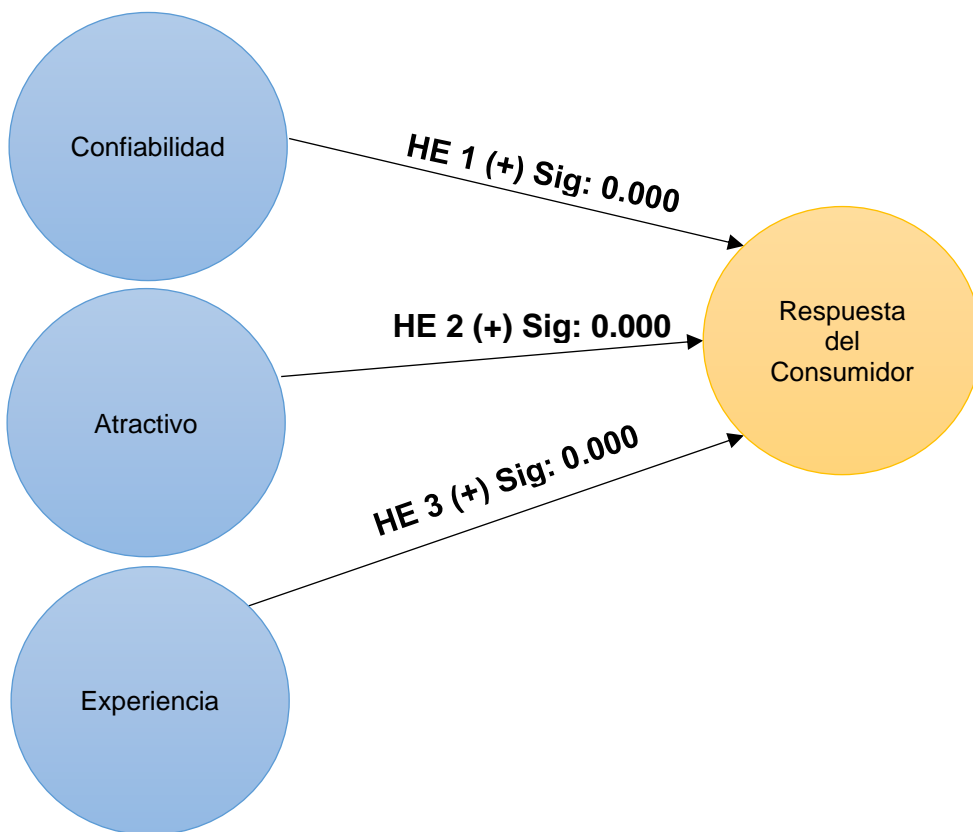 Confiabilidad
HE 1 (+) Sig: 0.000
Atractivo
HE 2 (+) Sig: 0.000
Respuesta
del
Consumidor
Experiencia
HE 3 (+) Sig: 0.000